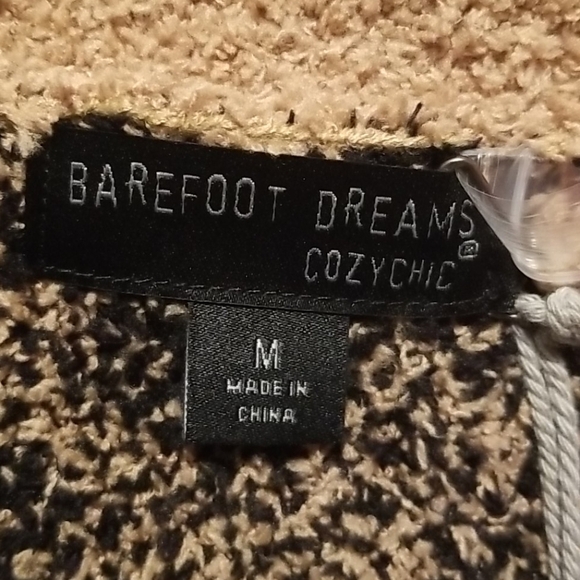 BAREFOOT DREAMS
COZYCHIC®
M
MADE IN
CHINA